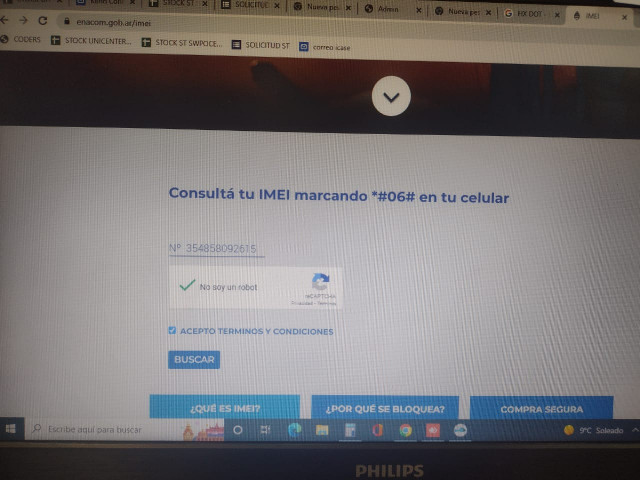 STOCK ST
SOLICITUD
Nueva pes
Admin
Nueva pes
HX DOT -
IMEI
enacom.gob.ar/imei
CODERS
STOCK UNICENTER...
STOCK ST SWPOCE...
SOLICITUD ST
correo icase
Consultá tu IMEI marcando *#06# en tu celular
Nº 354858092615
No soy un robot
reCAPTCHA
Privacidad - Términos
ACEPTO TERMINOS Y CONDICIONES
BUSCAR
¿QUÉ ES IMEI?
¿POR QUÉ SE BLOQUEA?
COMPRA SEGURA
Escribe aquí para buscar
9°C Soleado
PHILIPS